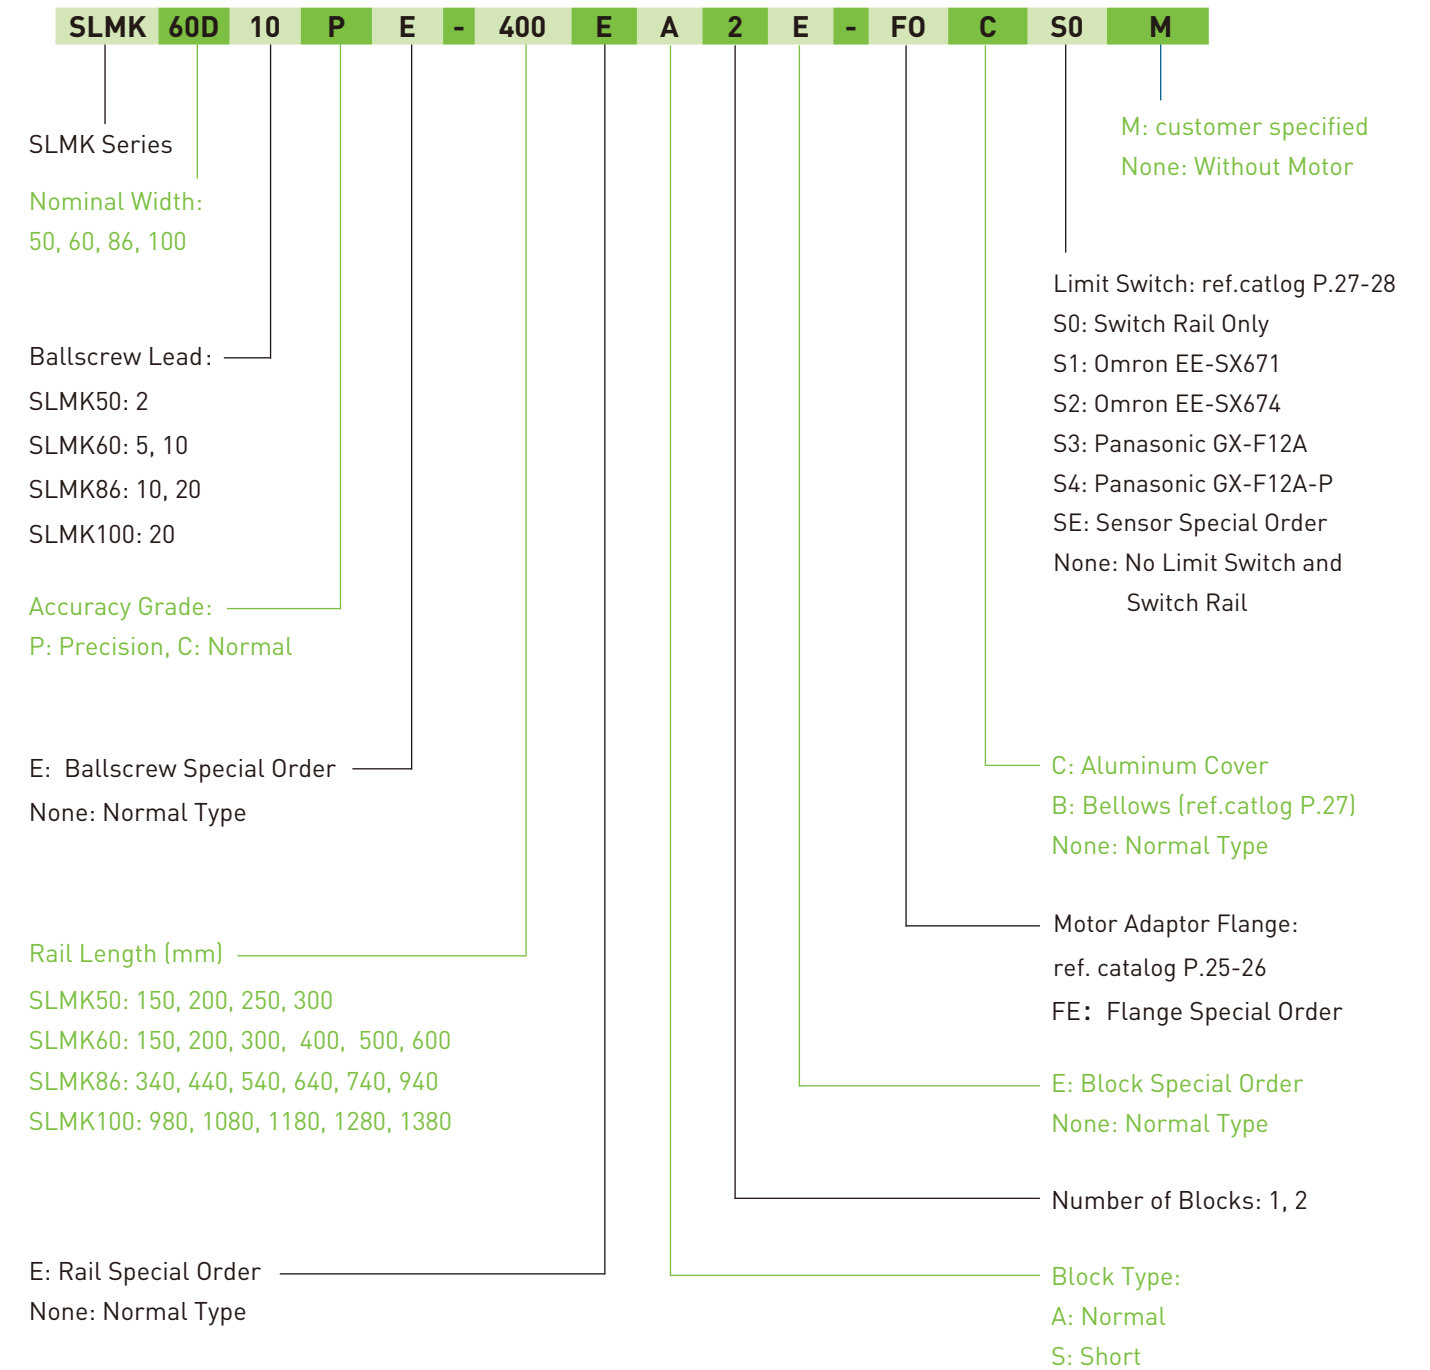 SLMK 60D 10 P E - 400 E A 2 E - F0 C S0 M
SLMK Series
Nominal Width:
50, 60, 86, 100
Ballscrew Lead:
SLMK50: 2
SLMK60: 5, 10
SLMK86: 10, 20
SLMK100: 20
Accuracy Grade:
P: Precision, C: Normal
E: Ballscrew Special Order
None: Normal Type
Rail Length (mm)
SLMK50: 150, 200, 250, 300
SLMK60: 150, 200, 300, 400, 500, 600
SLMK86: 340, 440, 540, 640, 740, 940
SLMK100: 980, 1080, 1180, 1280, 1380
E: Rail Special Order
None: Normal Type
M: customer specified
None: Without Motor
Limit Switch: ref.catlog P.27-28
S0: Switch Rail Only
S1: Omron EE-SX671
S2: Omron EE-SX674
S3: Panasonic GX-F12A
S4: Panasonic GX-F12A-P
SE: Sensor Special Order
None: No Limit Switch and
Switch Rail
C: Aluminum Cover
B: Bellows (ref.catlog P.27)
None: Normal Type
Motor Adaptor Flange:
ref. catalog P.25-26
FE: Flange Special Order
E: Block Special Order
None: Normal Type
Number of Blocks: 1, 2
Block Type:
A: Normal
S: Short